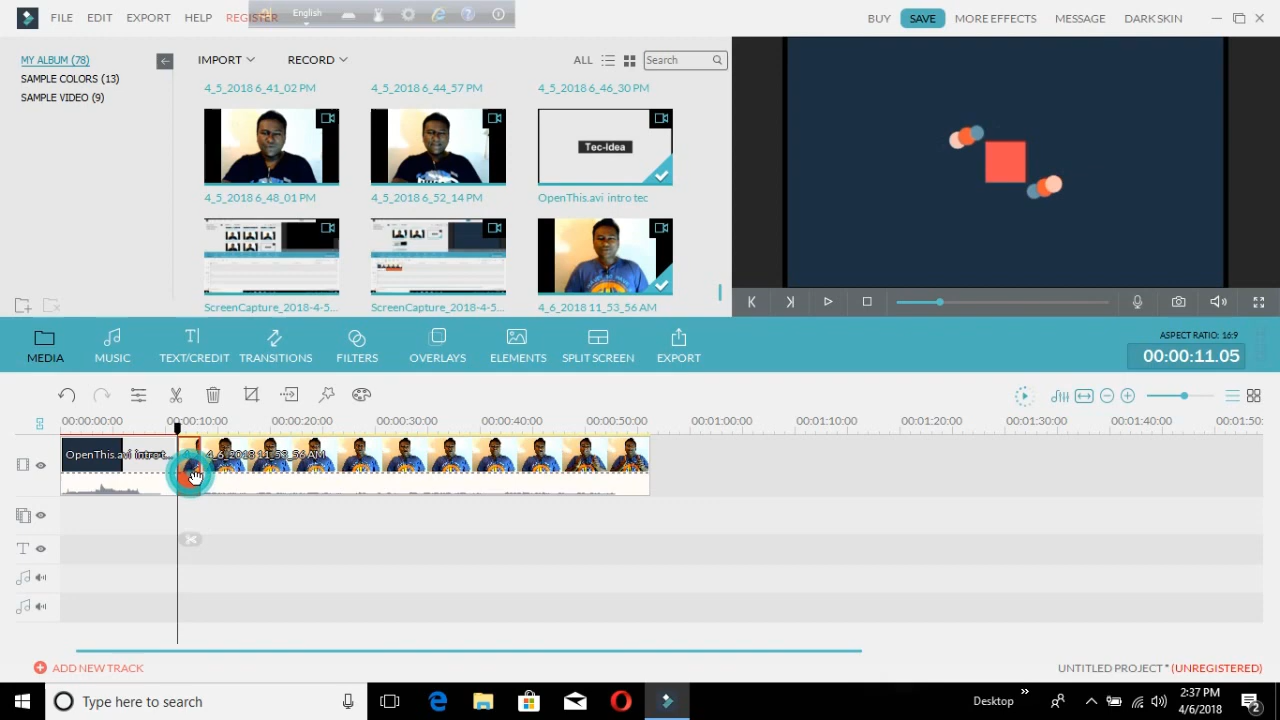 FILE EDIT EXPORT HELP REGISTER
English
BUY SAVE MORE EFFECTS MESSAGE DARK SKIN
MY ALBUM (78)
SAMPLE COLORS (13)
SAMPLE VIDEO (9)
IMPORT RECORD ALL Search
4_5_2018 6_41_02 PM 4_5_2018 6_44_57 PM 4_5_2018 6_46_30 PM
Tec-Idea
4_5_2018 6_48_01 PM 4_5_2018 6_52_14 PM OpenThis.avi intro tec
ScreenCapture_2018-4-5... ScreenCapture_2018-4-5... 4_6_2018 11_53_56 AM
MEDIA MUSIC TEXT/CREDIT TRANSITIONS FILTERS OVERLAYS ELEMENTS SPLIT SCREEN EXPORT
ASPECT RATIO: 16:9
00:00:11.05
00:00:00:00 00:00:10:00 00:00:20:00 00:00:30:00 00:00:40:00 00:00:50:00 00:01:00:00 00:01:10:00 00:01:20:00 00:01:30:00 00:01:40:00 00:01:50:
OpenThis.avi intro t... 4_6_2018 11_53_56 AM
ADD NEW TRACK
UNTITLED PROJECT * (UNREGISTERED)
Type here to search
Desktop
2:37 PM
4/6/2018
2